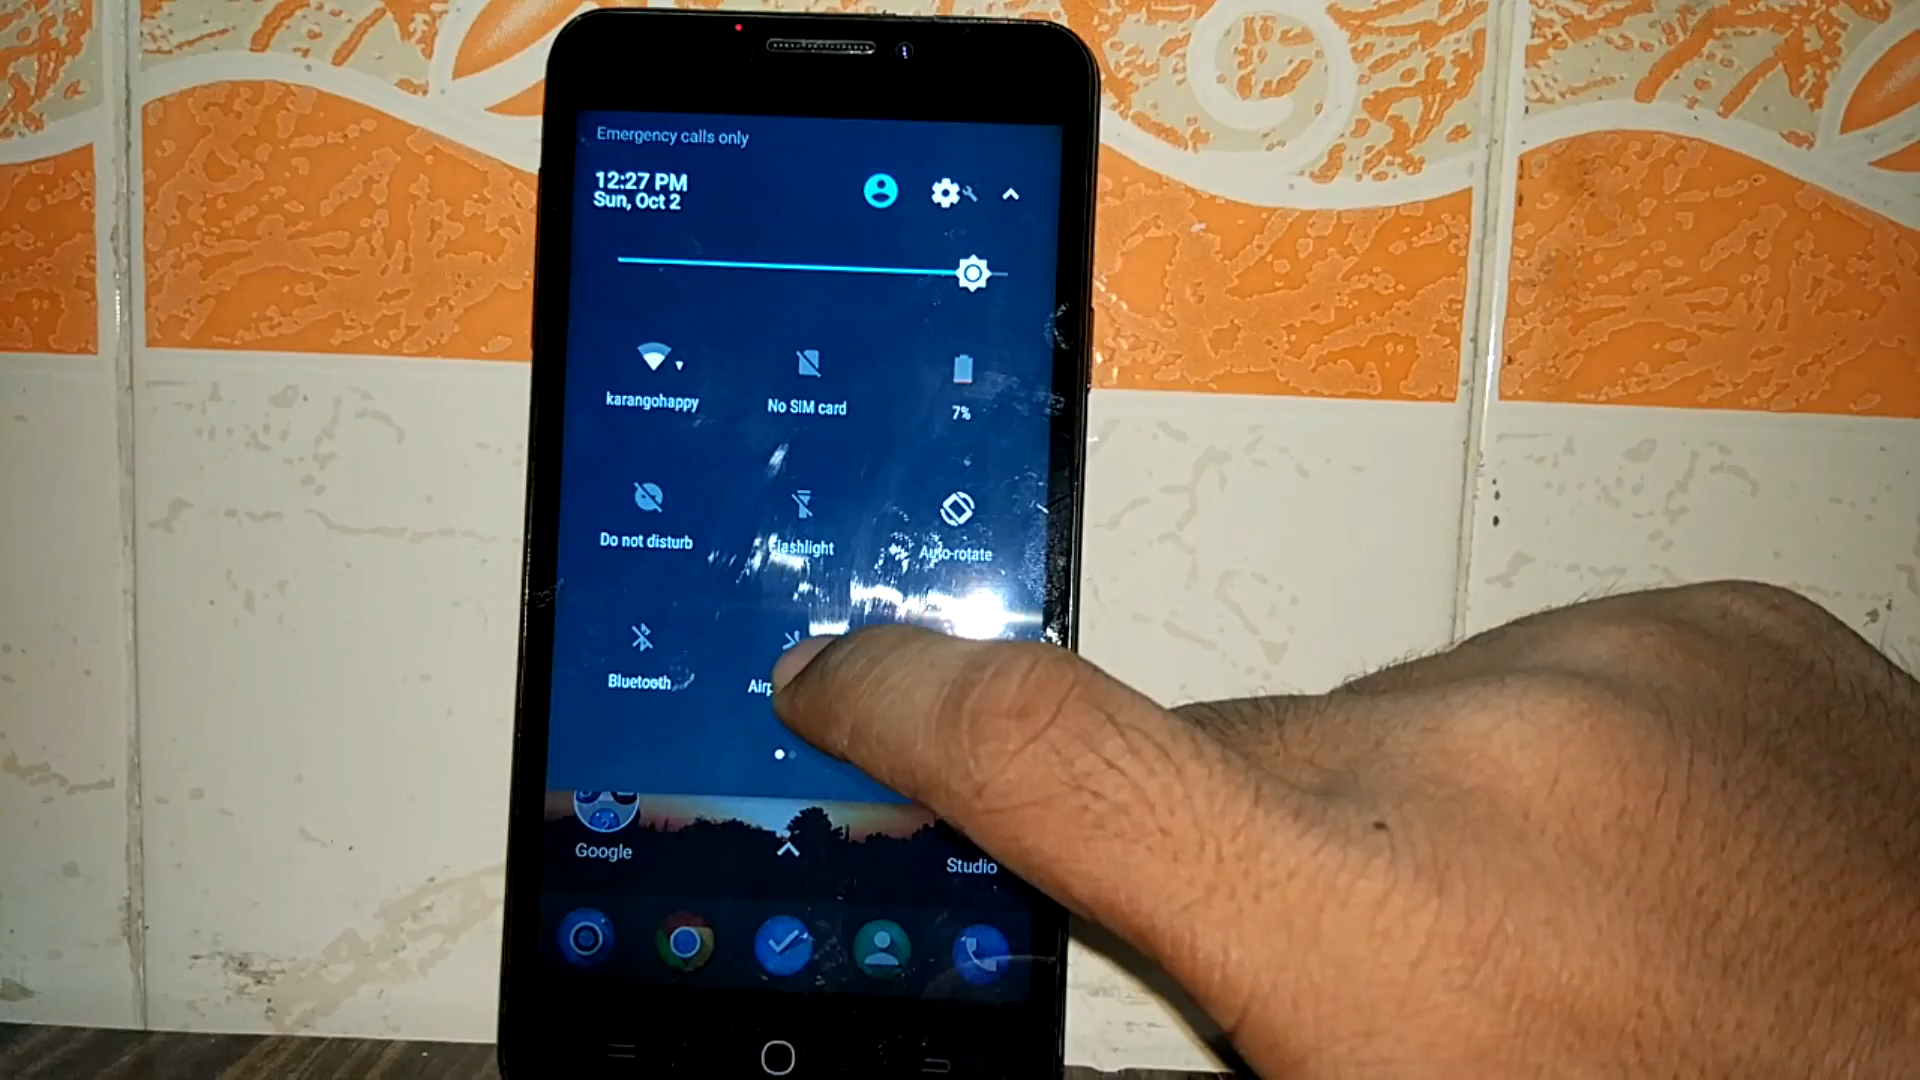 Emergency calls only
12:27 PM
Sun, Oct 2
karangohappy
No SIM card
7%
Do not disturb
Flashlight
Auto-rotate
Bluetooth
Airp
Google
Studio